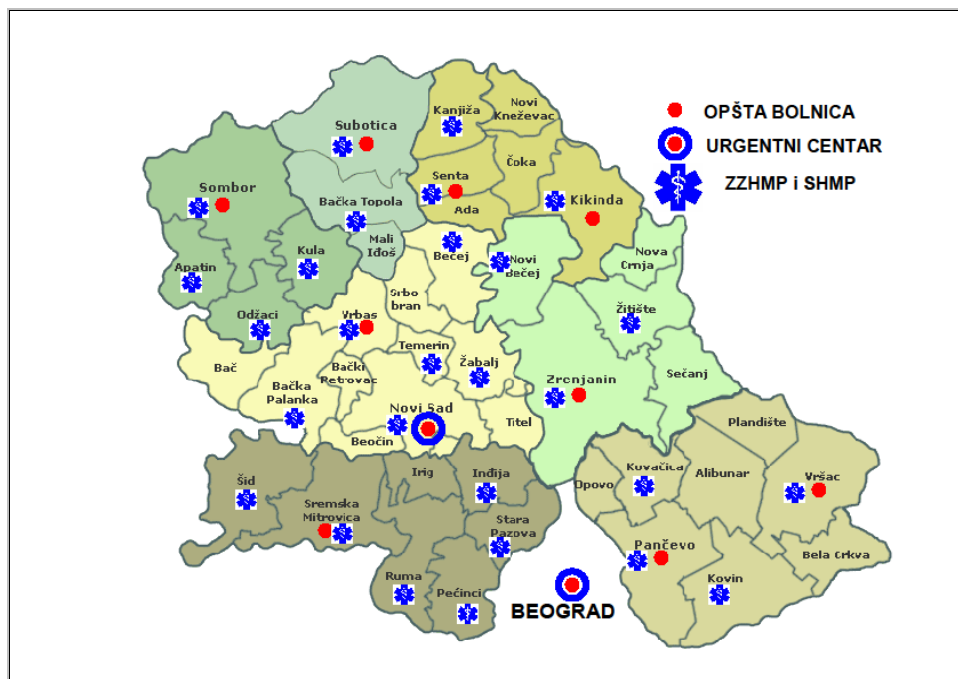 OPŠTA BOLNICA
URGENTNI CENTAR
ZZHMP i SHMP
Kanjiža
Novi
Kneževac
Subotica
Čoka
Senta
Sombor
Bačka Topola
Ada
Kikinda
Mali
Iđoš
Bečej
Novi
Bečej
Nova
Crnja
Kula
Apatin
Srbo
bran
Odžaci
Vrbas
Žitište
Temerin
Žabalj
Bač
Bački
Petrovac
Bačka
Palanka
Zrenjanin
Sečanj
Novi Sad
Titel
Beočin
Plandište
Irig
Inđija
Opovo
Kovačica
Alibunar
Vršac
Šid
Sremska
Mitrovica
Stara
Pazova
Pančevo
Bela Crkva
Ruma
Pećinci
Kovin
BEOGRAD